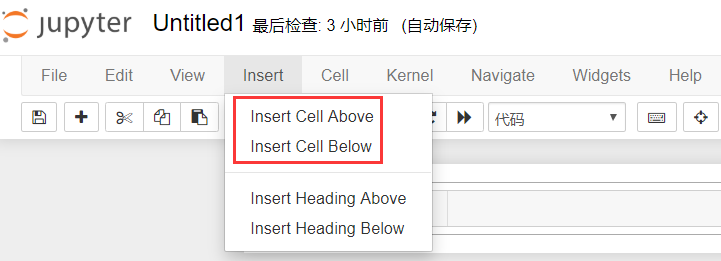 jupyter Untitled1 最后检查: 3 小时前 (自动保存)
File Edit View Insert Cell Kernel Navigate Widgets Help
代码
Insert Cell Above
Insert Cell Below
Insert Heading Above
Insert Heading Below